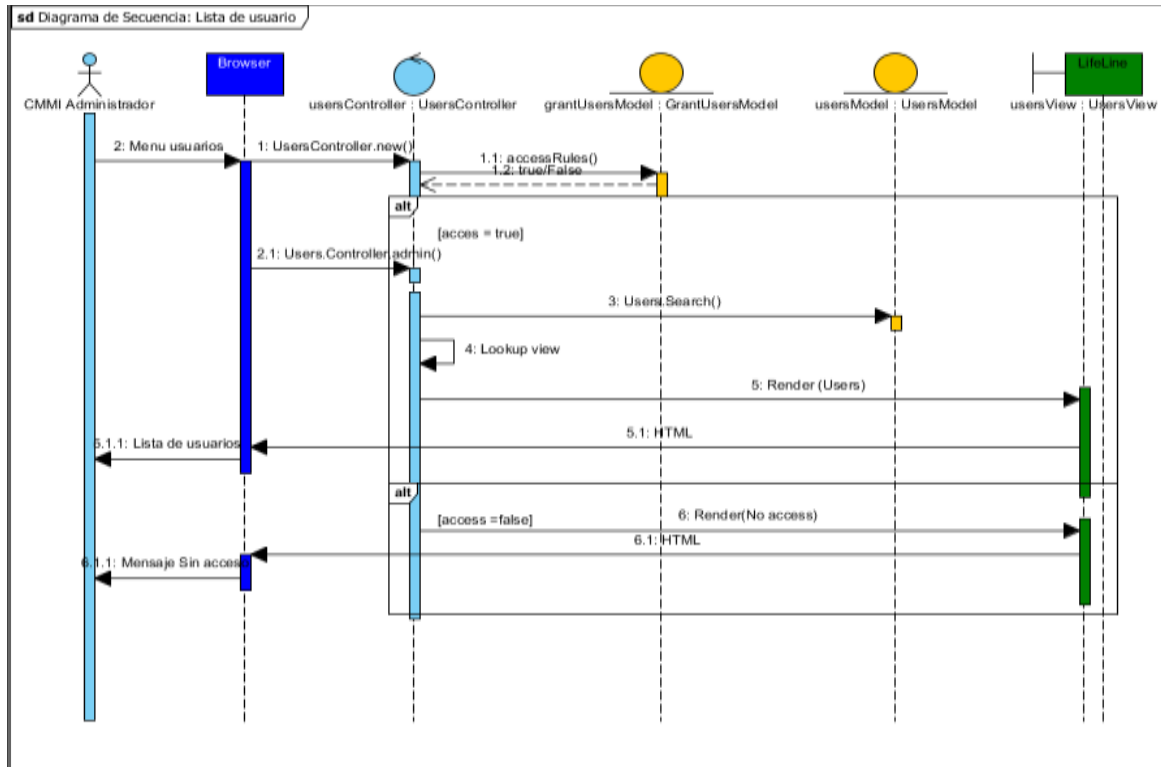 sd Diagrama de Secuencia: Lista de usuario
Browser
LifeLine
CMMI Administrador
usersController : UsersController
grantUsersModel : GrantUsersModel
usersModel : UsersModel
usersView : UsersView
2: Menu usuarios
1: UsersController.new()
1.1: accessRules()
1.2: true/False
alt
[acces = true]
2.1: Users.Controller.admin()
3: Users.Search()
4: Lookup view
5: Render (Users)
5.1: HTML
5.1.1: Lista de usuarios
alt
[access =false]
6: Render(No access)
6.1: HTML
6.1.1: Mensaje Sin acceso